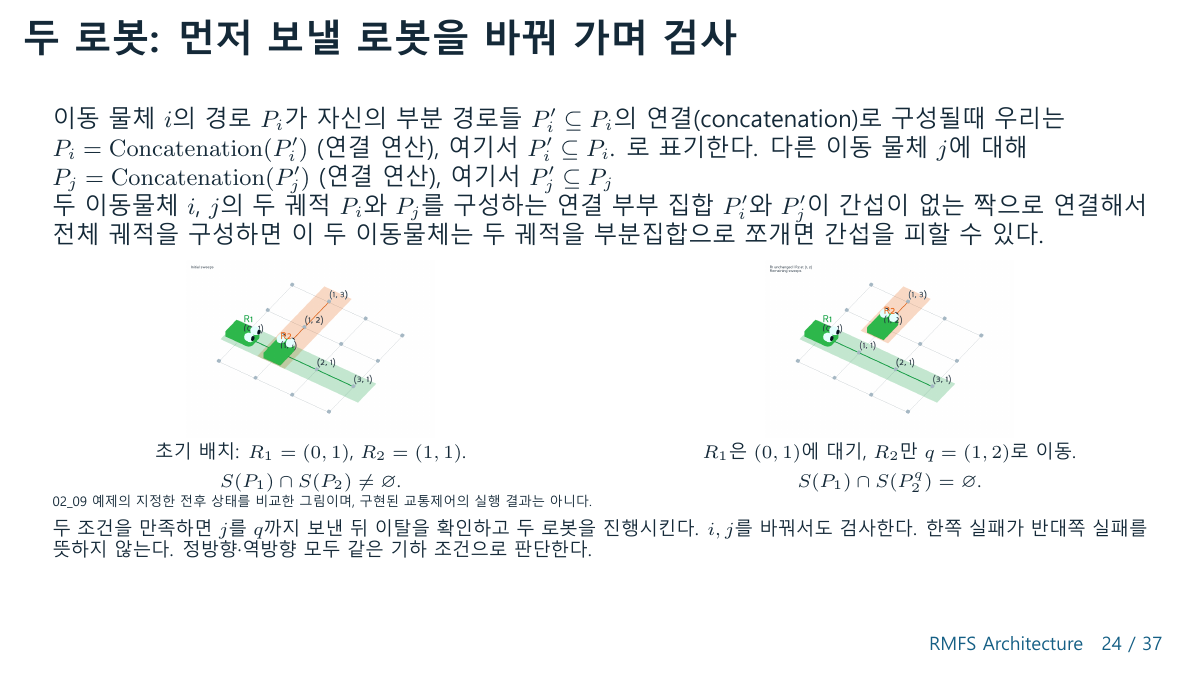 두 로봇: 먼저 보낼 로봇을 바꿔 가며 검사
이동 물체 i의 경로 P_i가 자신의 부분 경로들 P'_i ⊆ P_i의 연결(concatenation)로 구성될때 우리는
P_i = Concatenation(P'_i) (연결 연산), 여기서 P'_i ⊆ P_i. 로 표기한다. 다른 이동 물체 j에 대해
P_j = Concatenation(P'_j) (연결 연산), 여기서 P'_j ⊆ P_j
두 이동물체 i, j의 두 궤적 P_i와 P_j를 구성하는 연결 부부 집합 P'_i와 P'_j이 간섭이 없는 짝으로 연결해서
전체 궤적을 구성하면 이 두 이동물체는 두 궤적을 부분집합으로 쪼개면 간섭을 피할 수 있다.
Initial sweeps
(1, 3)
(1, 2)
R1
R2
(2, 1)
(3, 1)
Remaining sweeps
(1, 3)
R2
R1
(1, 1)
(2, 1)
(3, 1)
초기 배치: R_1 = (0, 1), R_2 = (1, 1).
S(P_1) ∩ S(P_2) ≠ ∅.
R_1은 (0, 1)에 대기, R_2만 q = (1, 2)로 이동.
S(P_1) ∩ S(P_2^q) = ∅.
02_09 예제의 지정한 전후 상태를 비교한 그림이며, 구현된 교통제어의 실행 결과는 아니다.
두 조건을 만족하면 j를 q까지 보낸 뒤 이탈을 확인하고 두 로봇을 진행시킨다. i, j를 바꿔서도 검사한다. 한쪽 실패가 반대쪽 실패를
뜻하지 않는다. 정방향·역방향 모두 같은 기하 조건으로 판단한다.
RMFS Architecture 24 / 37